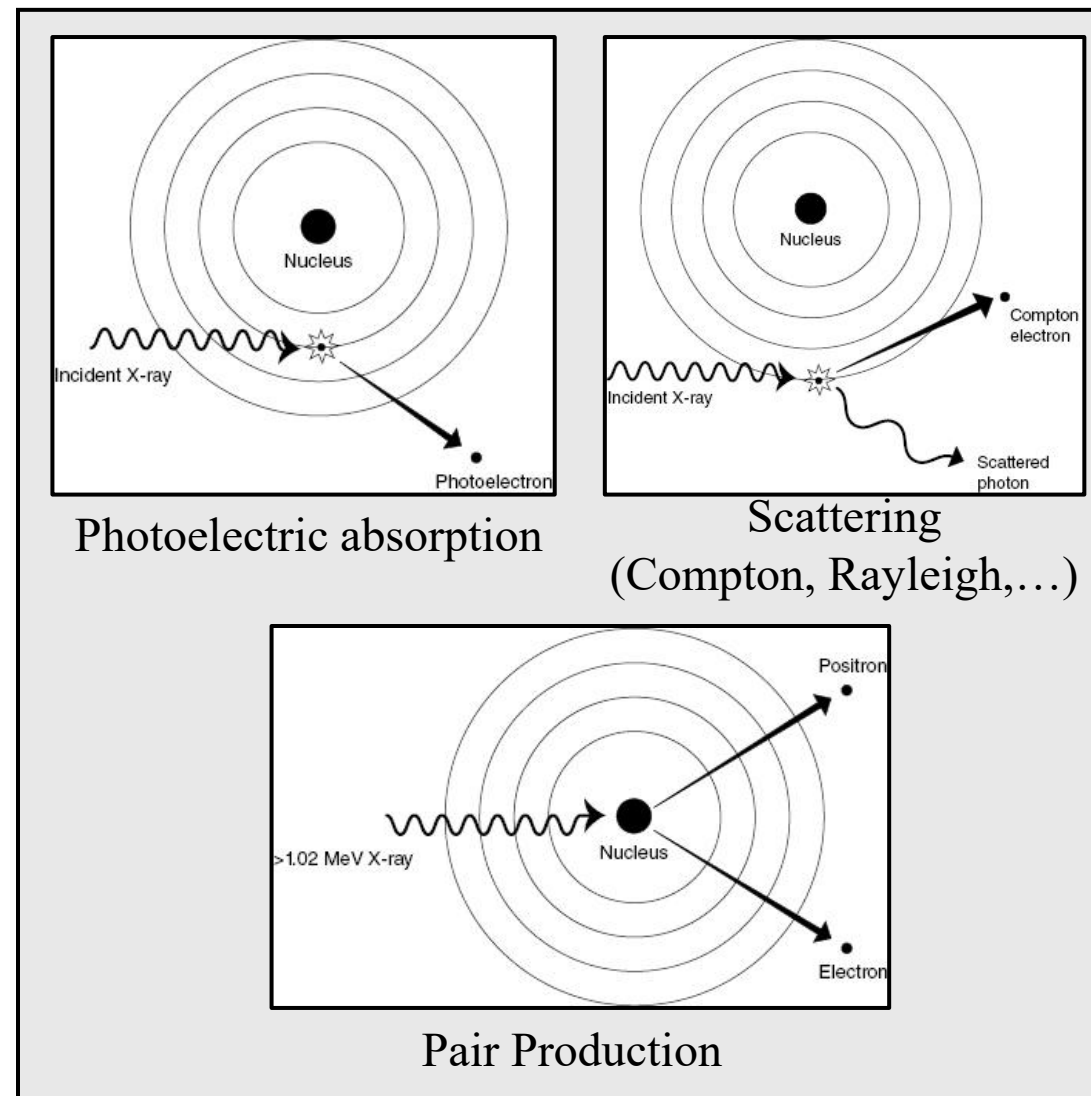 Nucleus
Incident X-ray
Photoelectron
Photoelectric absorption
Nucleus
Compton
electron
Incident X-ray
Scattered
photon
Scattering
(Compton, Rayleigh,…)
Positron
Nucleus
>1.02 MeV X-ray
Electron
Pair Production